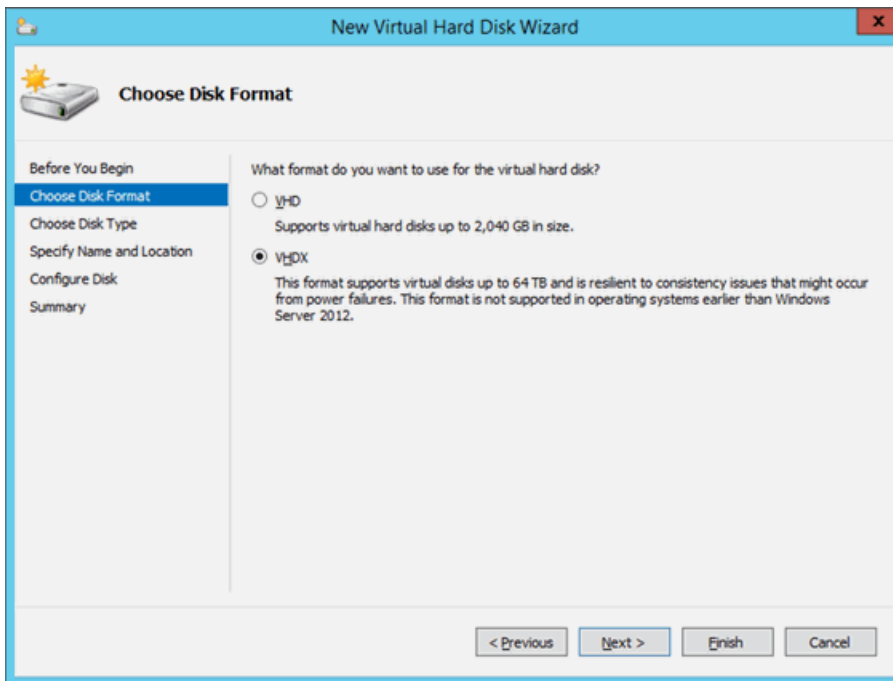 New Virtual Hard Disk Wizard
x
Choose Disk Format
Before You Begin
Choose Disk Format
Choose Disk Type
Specify Name and Location
Configure Disk
Summary
What format do you want to use for the virtual hard disk?
VHD
Supports virtual hard disks up to 2,040 GB in size.
VHDX
This format supports virtual disks up to 64 TB and is resilient to consistency issues that might occur
from power failures. This format is not supported in operating systems earlier than Windows
Server 2012.
< Previous
Next >
Finish
Cancel